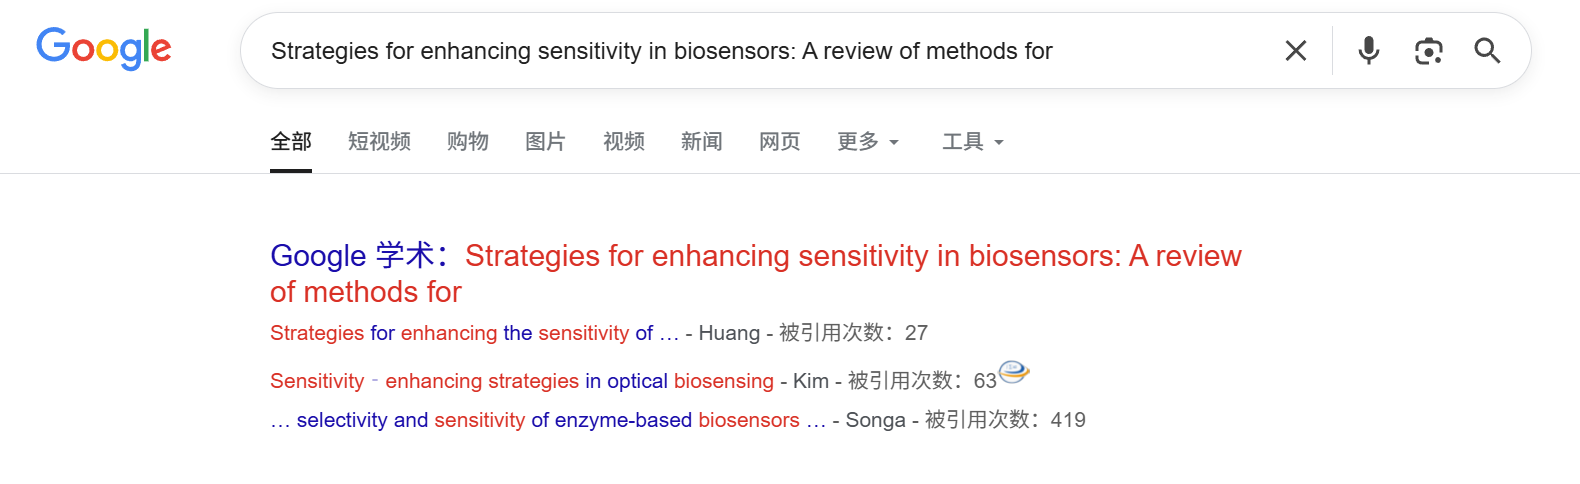 Google
Strategies for enhancing sensitivity in biosensors: A review of methods for
全部 短视频 购物 图片 视频 新闻 网页 更多 工具
Google 学术：Strategies for enhancing sensitivity in biosensors: A review
of methods for
Strategies for enhancing the sensitivity of … - Huang - 被引用次数：27
Sensitivity‐enhancing strategies in optical biosensing - Kim - 被引用次数：63
… selectivity and sensitivity of enzyme-based biosensors … - Songa - 被引用次数：419